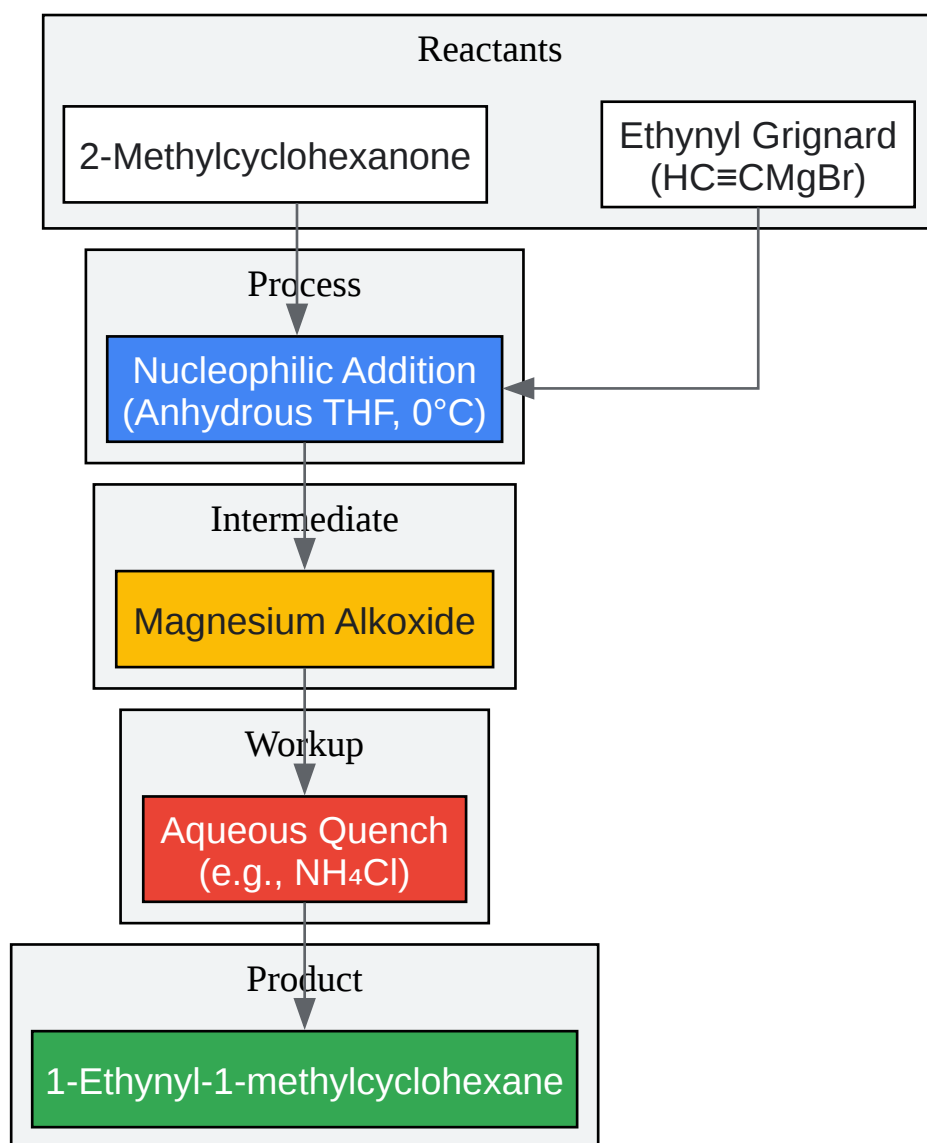 Reactants
2-Methylcyclohexanone
Ethynyl Grignard
(HC≡CMgBr)
Process
Nucleophilic Addition
(Anhydrous THF, 0°C)
Intermediate
Magnesium Alkoxide
Workup
Aqueous Quench
(e.g., NH₄Cl)
Product
1-Ethynyl-1-methylcyclohexane